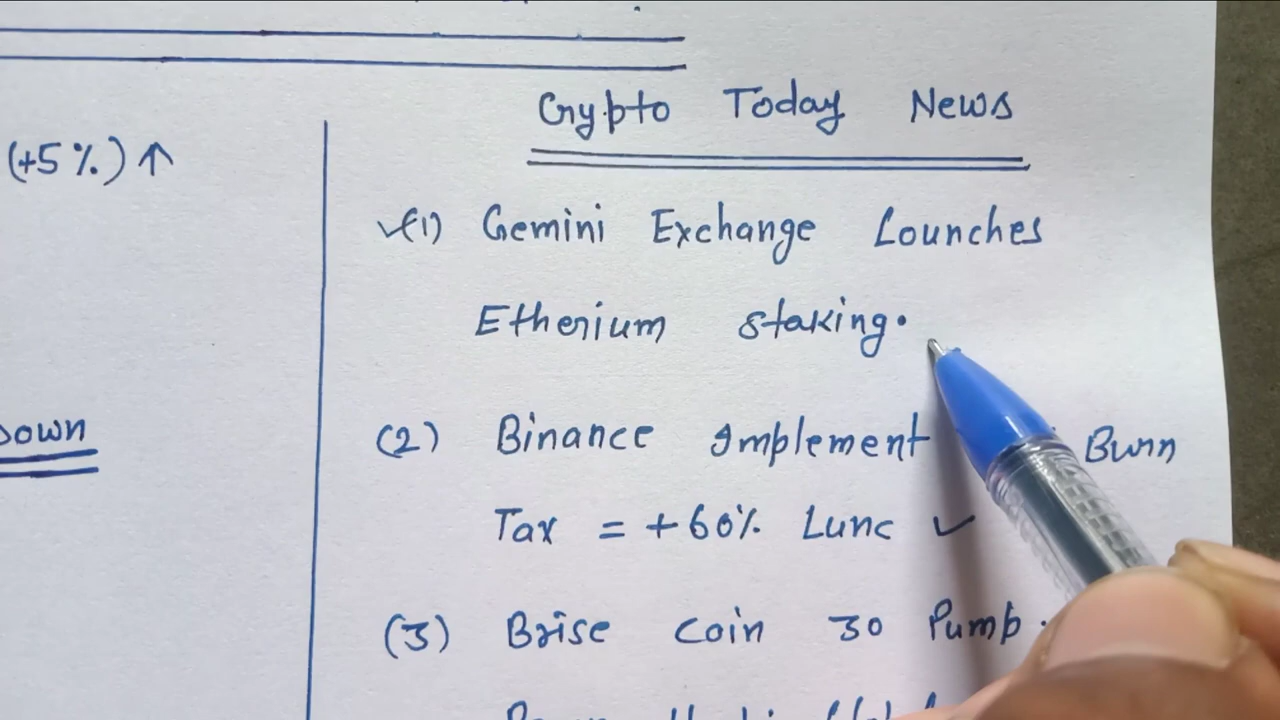 Crypto Today News
(+5%) ↑
(1) Gemini Exchange Lounches
Etherium staking.
Down
(2) Binance Implement Burn
Tax = +60% Lunc ✓
(3) Brise Coin 30 Pump.